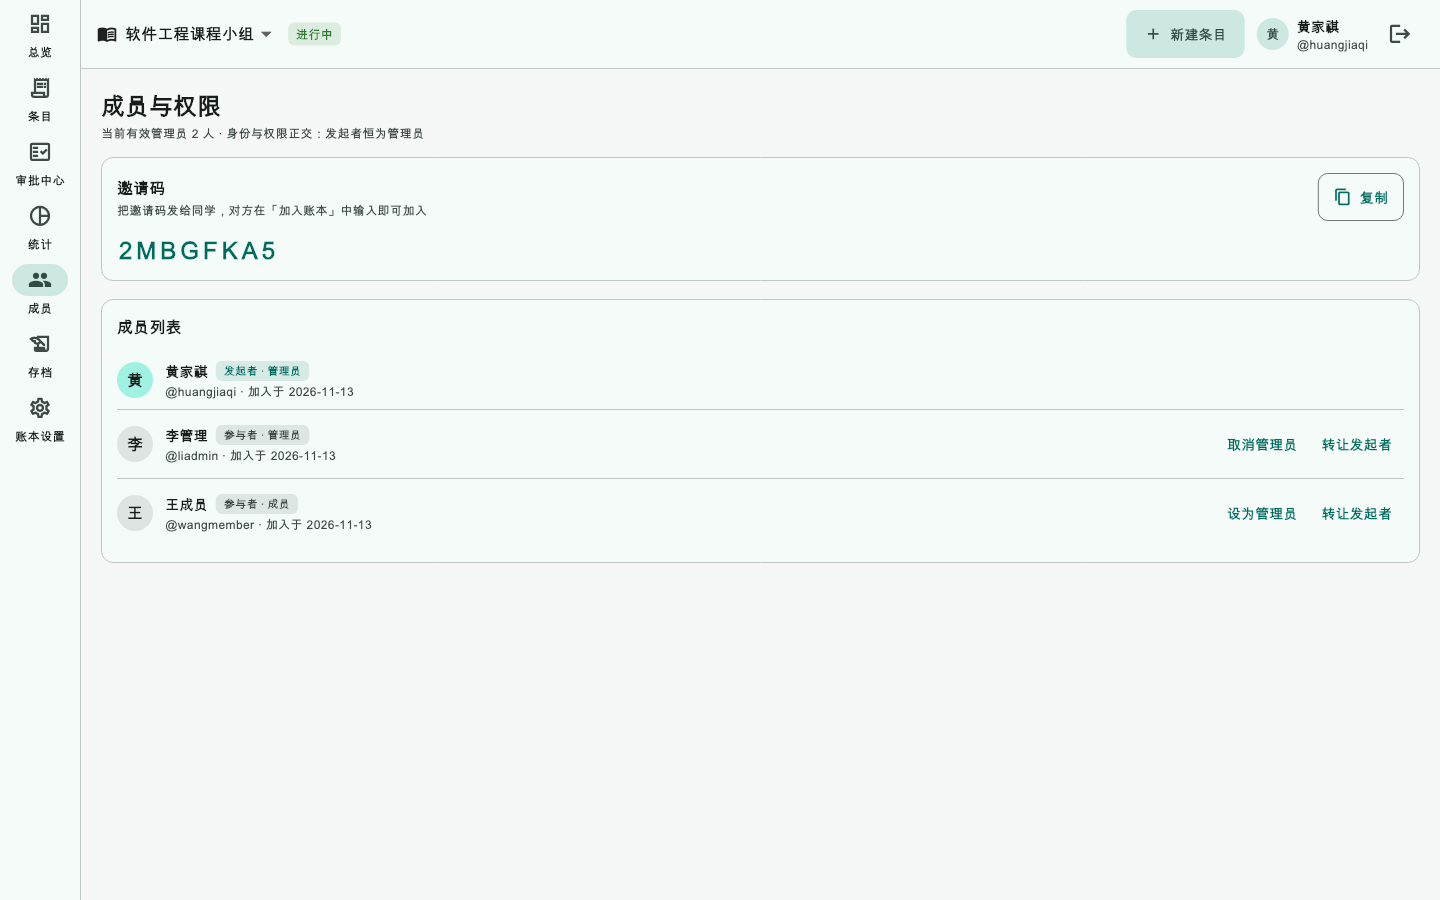 总览
条目
审批中心
统计
成员
存档
账本设置
软件工程课程小组
进行中
新建条目
黄
黄家祺
@huangjiaqi
成员与权限
当前有效管理员 2 人 · 身份与权限正交：发起者恒为管理员
邀请码
把邀请码发给同学，对方在「加入账本」中输入即可加入
2MBGFKA5
复制
成员列表
黄
黄家祺
发起者 · 管理员
@huangjiaqi · 加入于 2026-11-13
李
李管理
参与者 · 管理员
@liadmin · 加入于 2026-11-13
取消管理员
转让发起者
王
王成员
参与者 · 成员
@wangmember · 加入于 2026-11-13
设为管理员
转让发起者